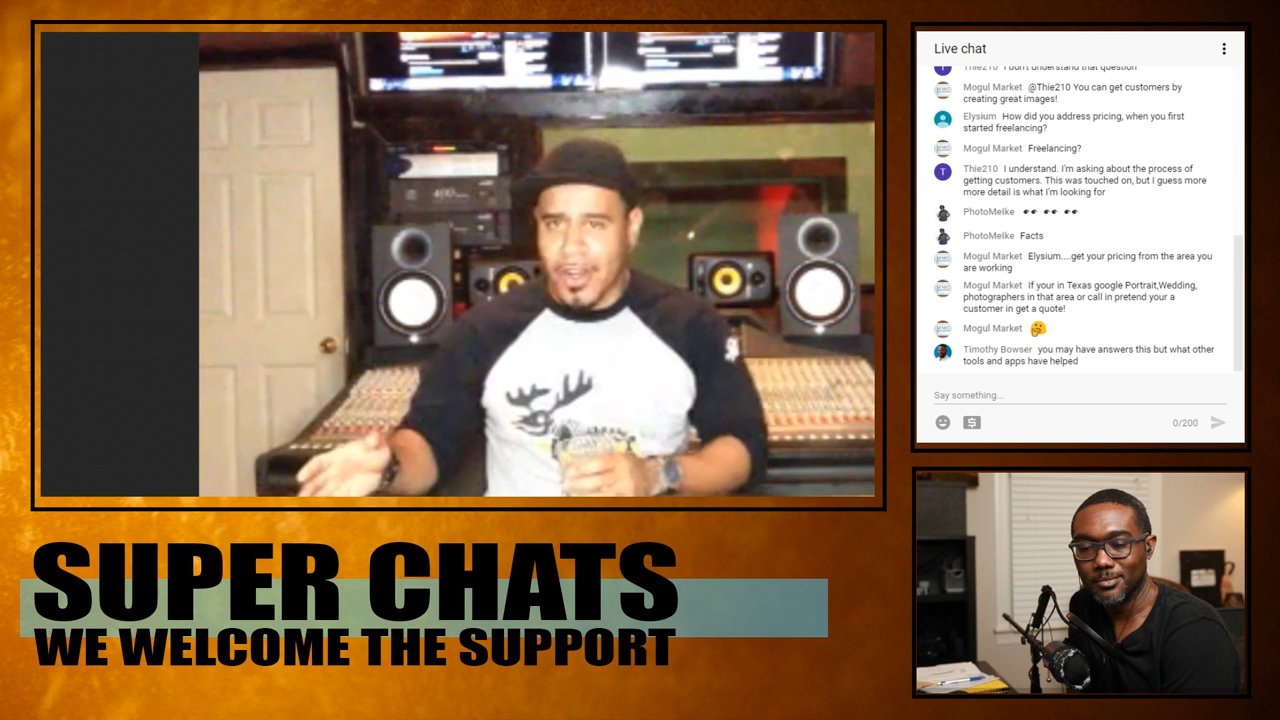 SUPER CHATS
WE WELCOME THE SUPPORT
Live chat
Thie210 I don't understand that question
Mogul Market @Thie210 You can get customers by
creating great images!
Elysium How did you address pricing, when you first
started freelancing?
Mogul Market Freelancing?
T Thie210 I understand. I'm asking about the process of
getting customers. This was touched on, but I guess more
more detail is what I'm looking for
PhotoMeIke
PhotoMeIke Facts
Mogul Market Elysium....get your pricing from the area you
are working
Mogul Market If your in Texas google Portrait,Wedding,
photographers in that area or call in pretend your a
customer in get a quote!
Mogul Market
Timothy Bowser you may have answers this but what other
tools and apps have helped
Say something...
0/200